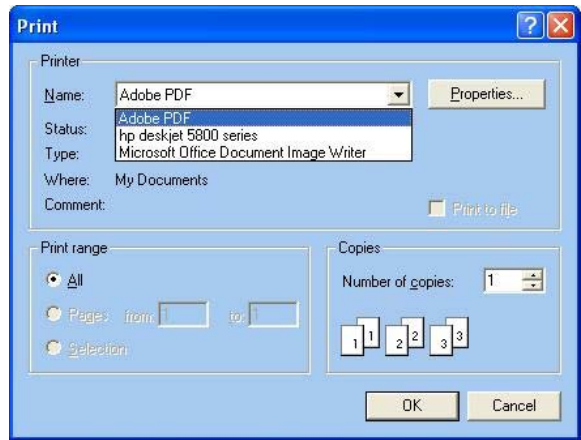 Print
Printer
Name: Adobe PDF Properties...
Adobe PDF
Status: hp deskjet 5800 series
Type: Microsoft Office Document Image Writer
Where: My Documents
Comment: Print to file
Print range
All
Pages from: 1 to: 1
Selection
Copies
Number of copies: 1
1 1 2 2 3 3
OK Cancel